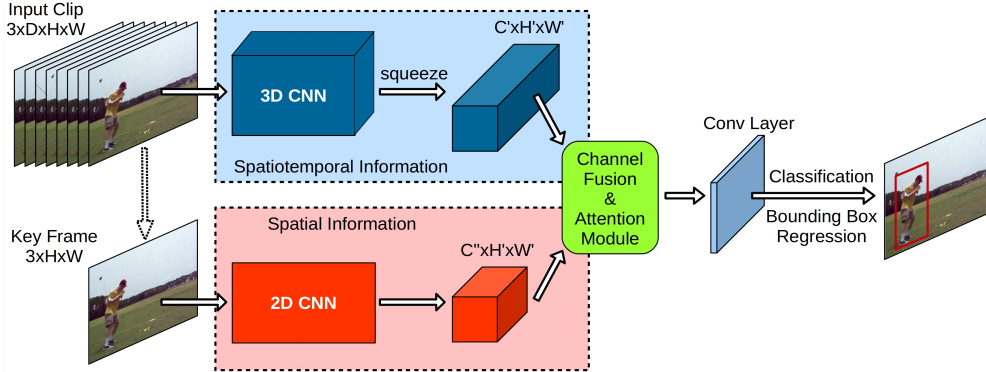 Input Clip
3xDxHxW
C'xH'xW'
squeeze
3D CNN
Spatiotemporal Information
Conv Layer
Channel
Fusion
&
Attention
Module
Classification
Bounding Box
Regression
Key Frame
3xHxW
Spatial Information
C"xH'xW'
2D CNN